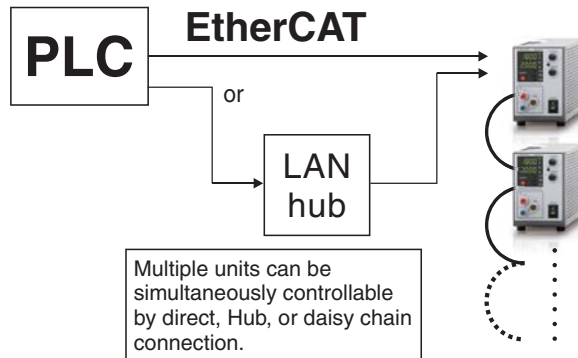 EtherCAT
PLC
or
LAN
hub
Multiple units can be
simultaneously controllable
by direct, Hub, or daisy chain
connection.